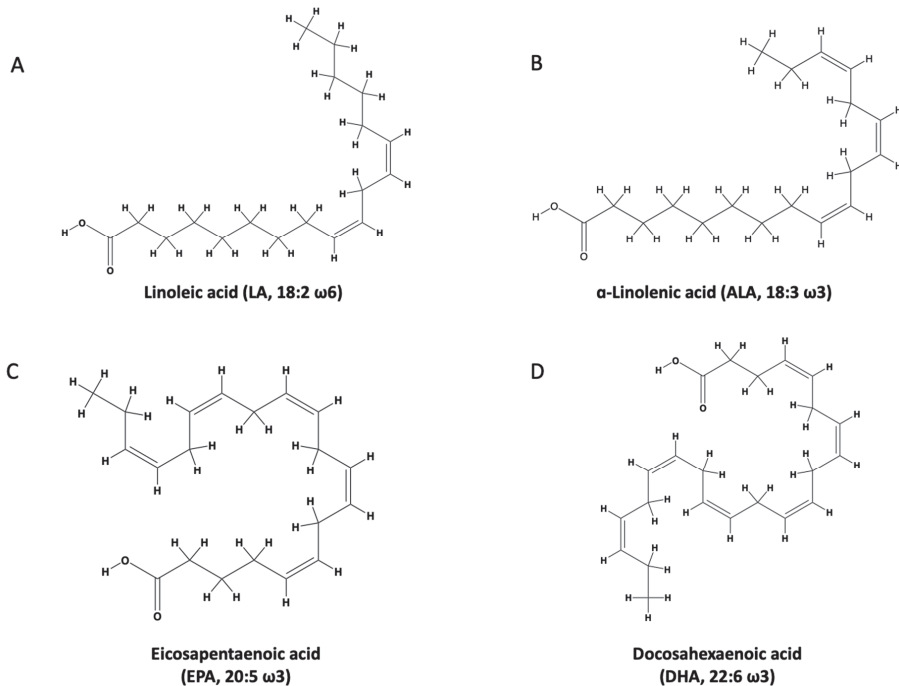 A
Linoleic acid (LA, 18:2 ω6)
B
α-Linolenic acid (ALA, 18:3 ω3)
C
Eicosapentaenoic acid
(EPA, 20:5 ω3)
D
Docosahexaenoic acid
(DHA, 22:6 ω3)